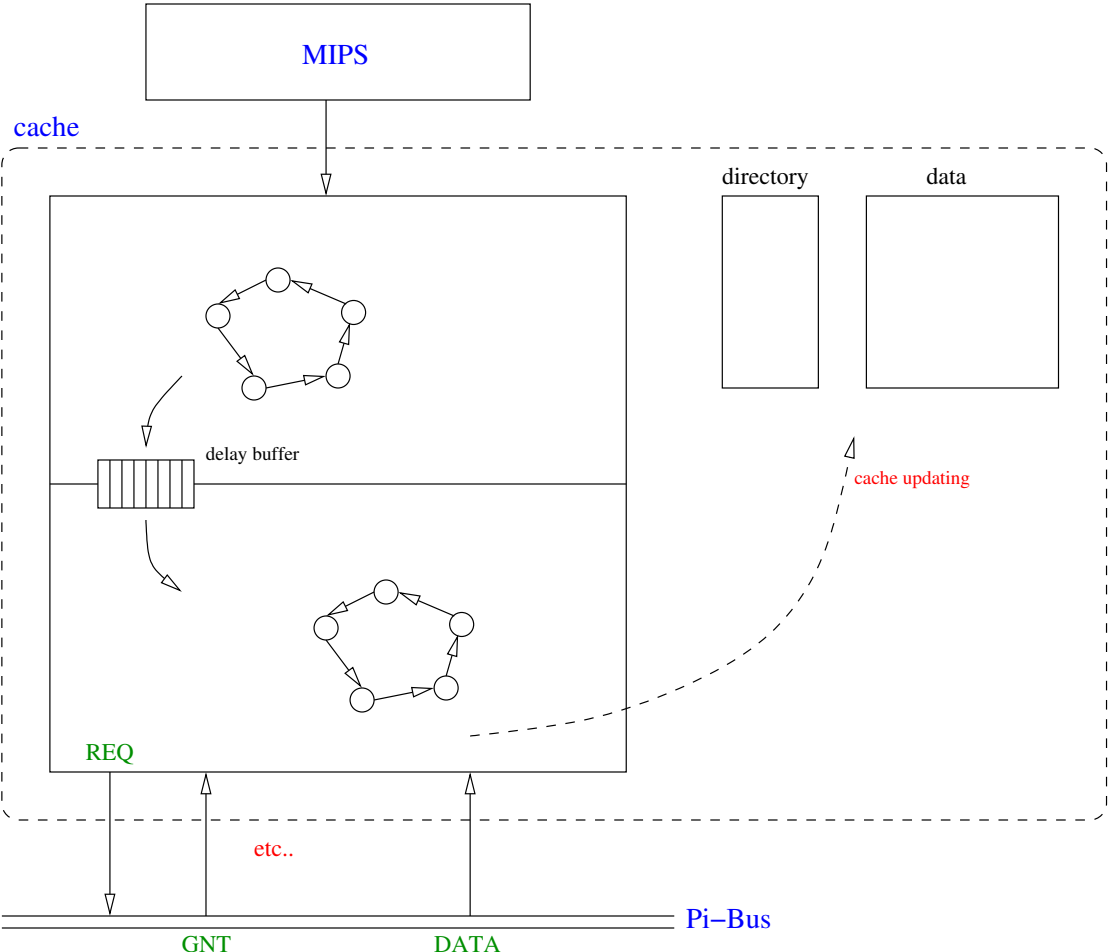 MIPS
cache
directory
data
delay buffer
cache updating
REQ
etc..
Pi−Bus
GNT
DATA